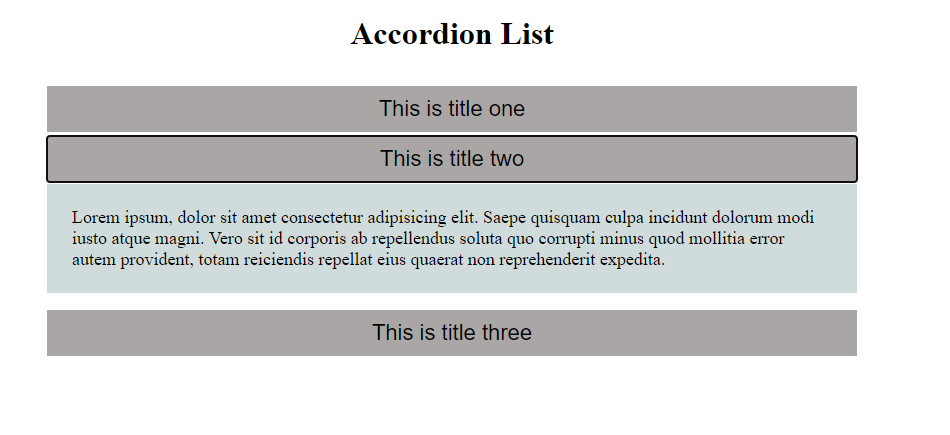 Accordion List
This is title one
This is title two
Lorem ipsum, dolor sit amet consectetur adipisicing elit. Saepe quisquam culpa incidunt dolorum modi
iusto atque magni. Vero sit id corporis ab repellendus soluta quo corrupti minus quod mollitia error
autem provident, totam reiciendis repellat eius quaerat non reprehenderit expedita.
This is title three